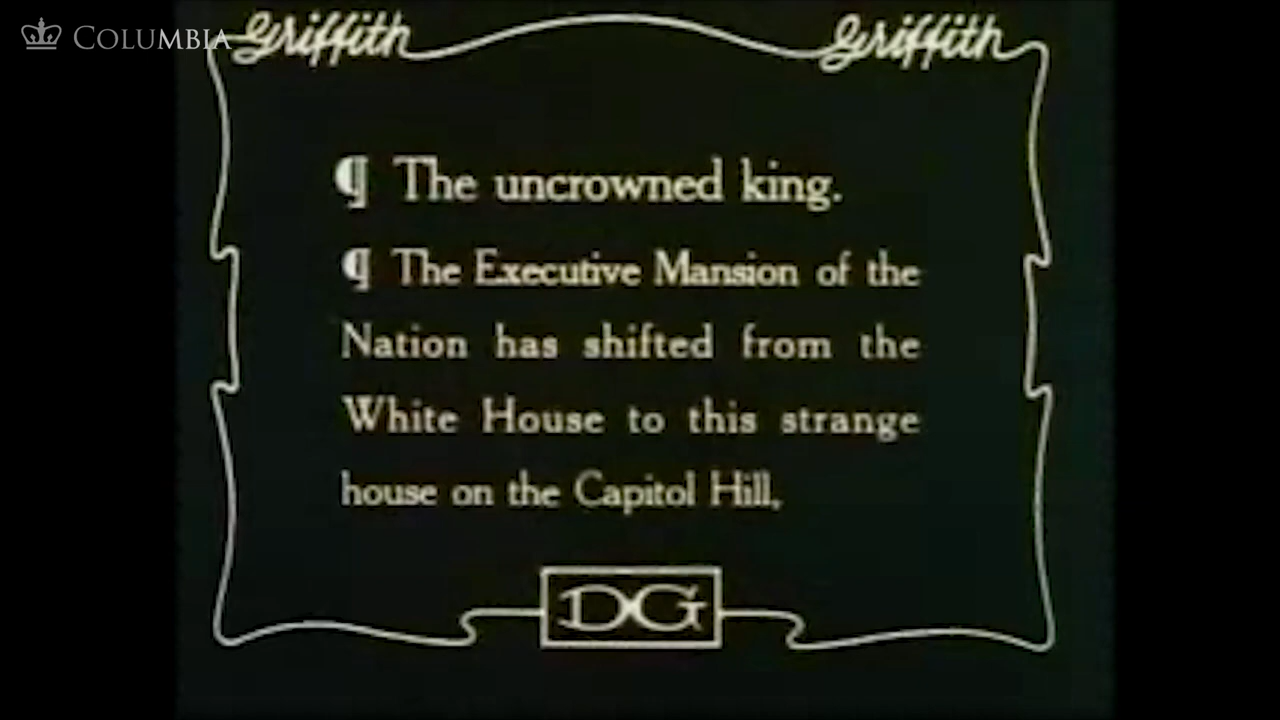 COLUMBIA
Griffith Griffith
¶ The uncrowned king.
¶ The Executive Mansion of the
Nation has shifted from the
White House to this strange
house on the Capitol Hill,
DG